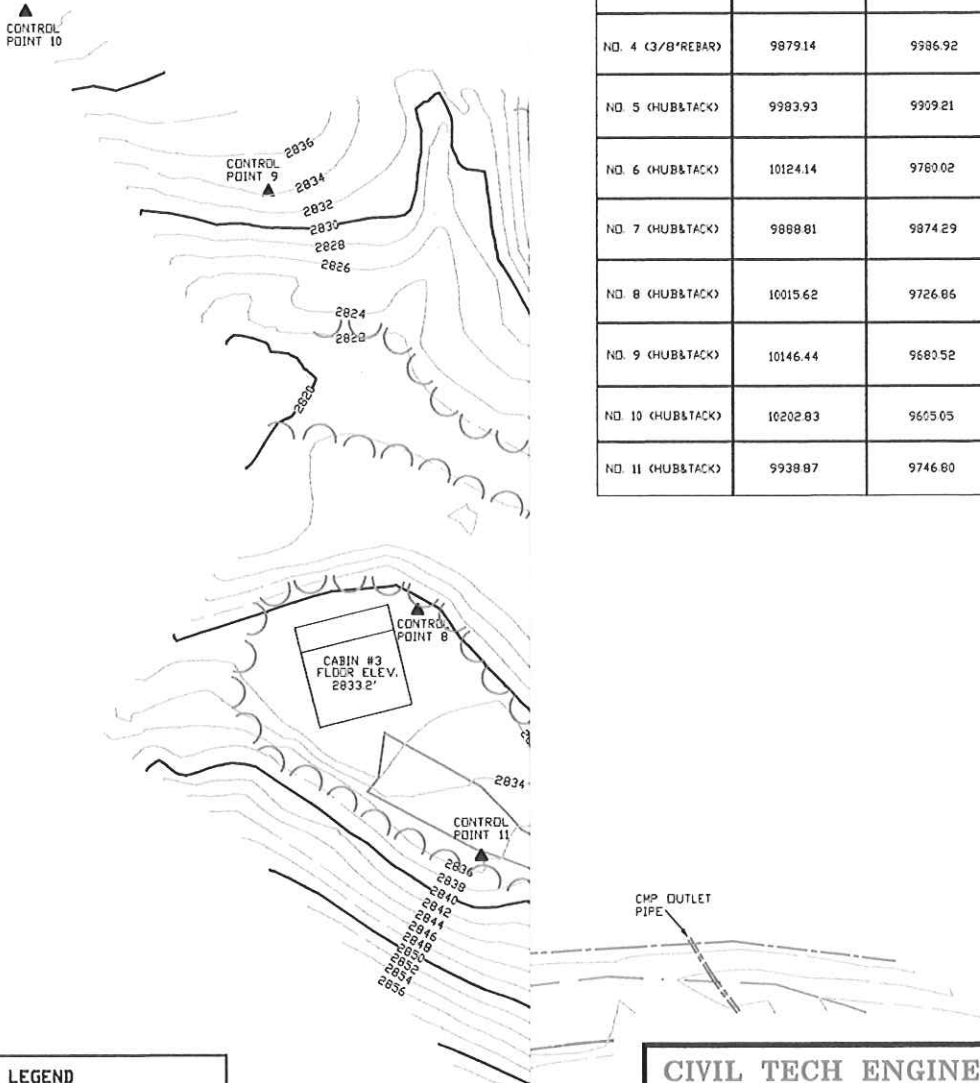 CONTROL
POINT 10
2836
CONTROL
POINT 9
2834
2832
2830
2828
2826
2824
2820
2820
CONTROL
POINT 8
CABIN #3
FLOOR ELEV.
2833.2'
2834
CONTROL
POINT 11
2836
2838
2840
2842
2844
2846
2848
2850
2852
2854
2856
NO. 4 (3/8"REBAR) 9879.14 9986.92
NO. 5 (HUB&TACK) 9983.93 9909.21
NO. 6 (HUB&TACK) 10124.14 9780.02
NO. 7 (HUB&TACK) 9888.81 9874.29
NO. 8 (HUB&TACK) 10015.62 9726.86
NO. 9 (HUB&TACK) 10146.44 9680.52
NO. 10 (HUB&TACK) 10202.83 9605.05
NO. 11 (HUB&TACK) 9938.87 9746.80
CMP OUTLET
PIPE
LEGEND
CIVIL TECH ENGINE